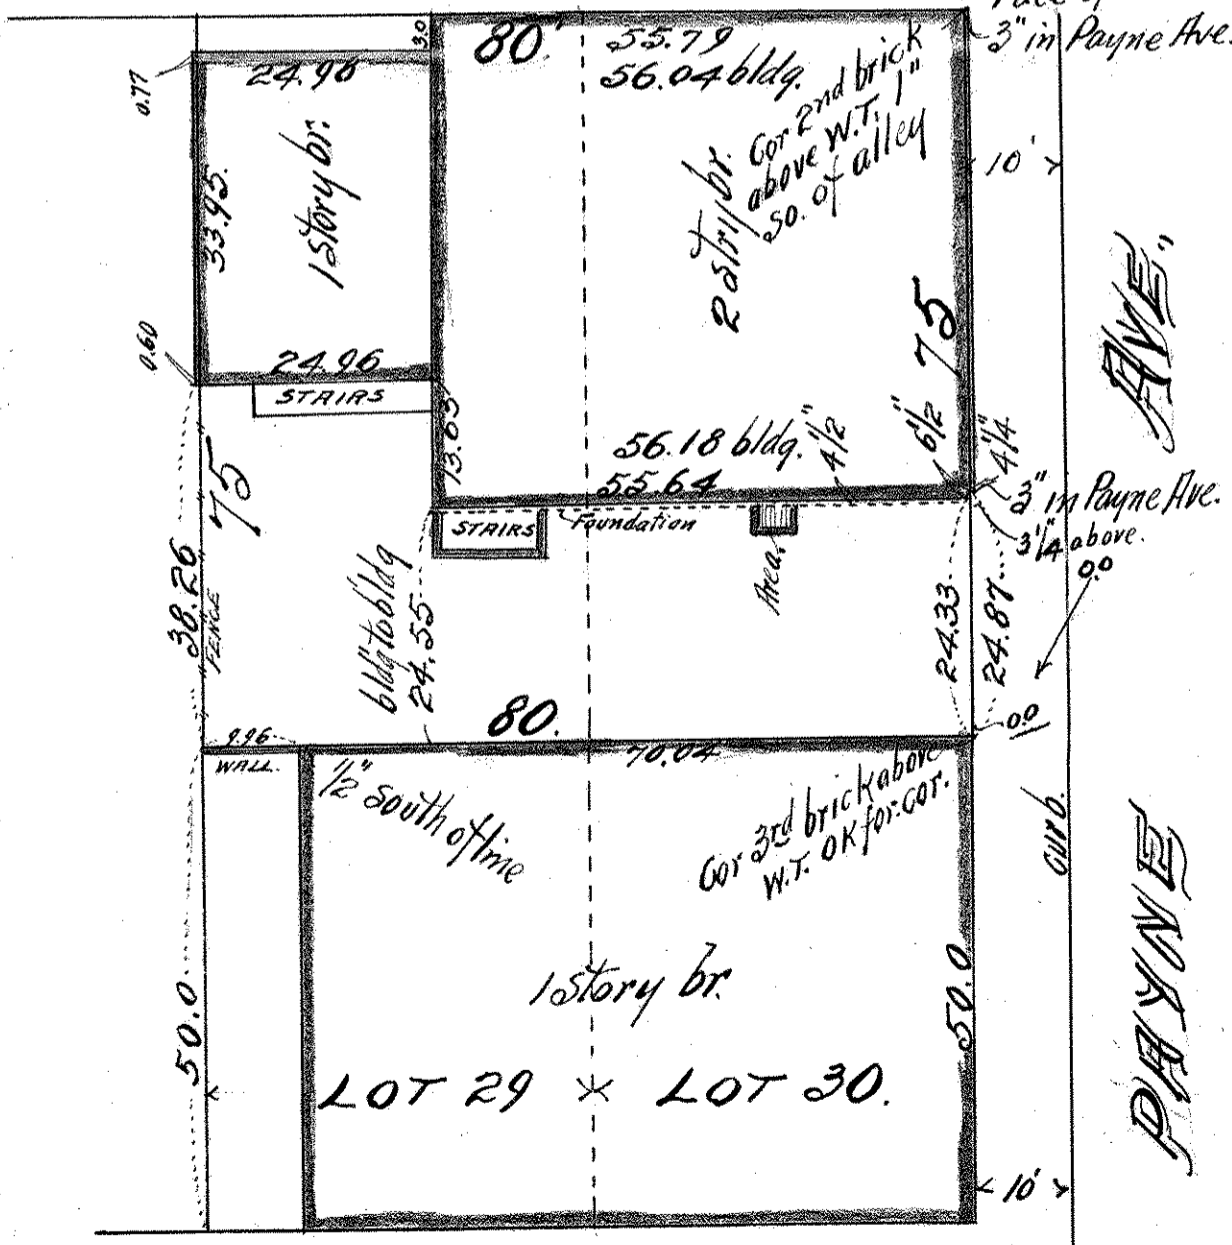 3" in Payne Ave.
3.0
80'
55.79
56.04 bldg.
24.96
0.77
33.95
1 story br.
2 Stry br.
Cor 2nd brick
above W.T. 1"
so. of alley
10'
75
0.60
24.96
STAIRS
13.63
56.18 bldg.
55.64
4 1/2"
6 1/2"
4 1/4"
3" in Payne Ave.
3 1/4" above.
0.0
STAIRS
Foundation
Area.
75
38.26
FENCE
bldg to bldg
24.55
24.33
24.87
80.
0.0
9.96
WALL.
70.04
1/2" South of line
Cor 3rd brick above
W.T. OK for cor.
curb.
1 Story br.
50.0
50.0
LOT 29
LOT 30.
10'
PAYNE AVE.